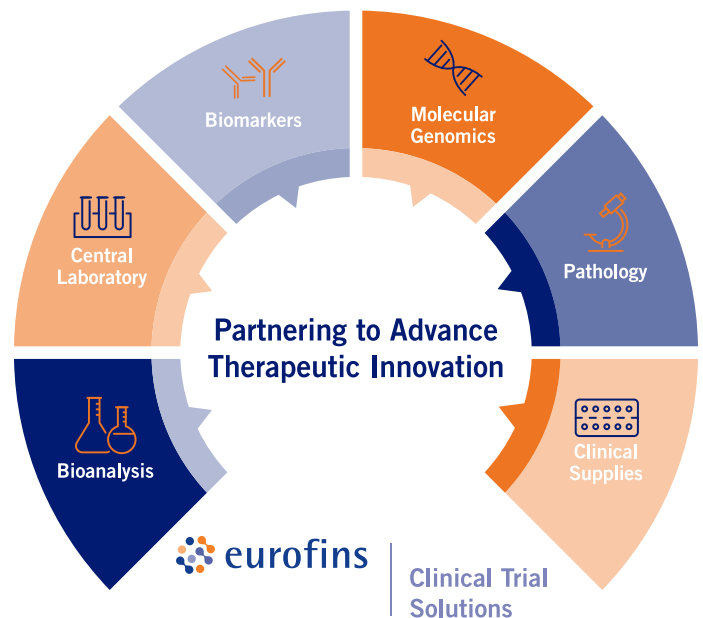 Biomarkers
Molecular
Genomics
Central
Laboratory
Pathology
Partnering to Advance
Therapeutic Innovation
Bioanalysis
Clinical
Supplies
eurofins
Clinical Trial
Solutions